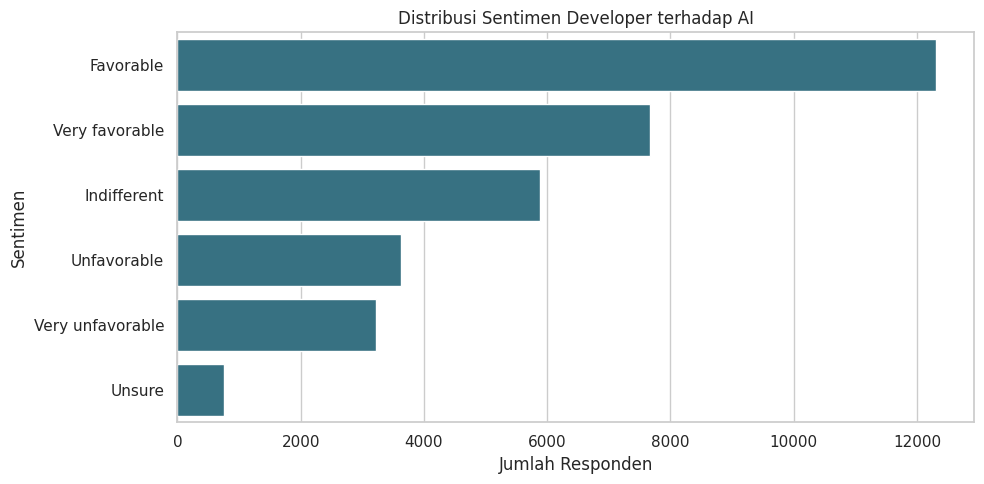 Distribusi Sentimen Developer terhadap AI
Sentimen
Favorable
Very favorable
Indifferent
Unfavorable
Very unfavorable
Unsure
0 2000 4000 6000 8000 10000 12000
Jumlah Responden